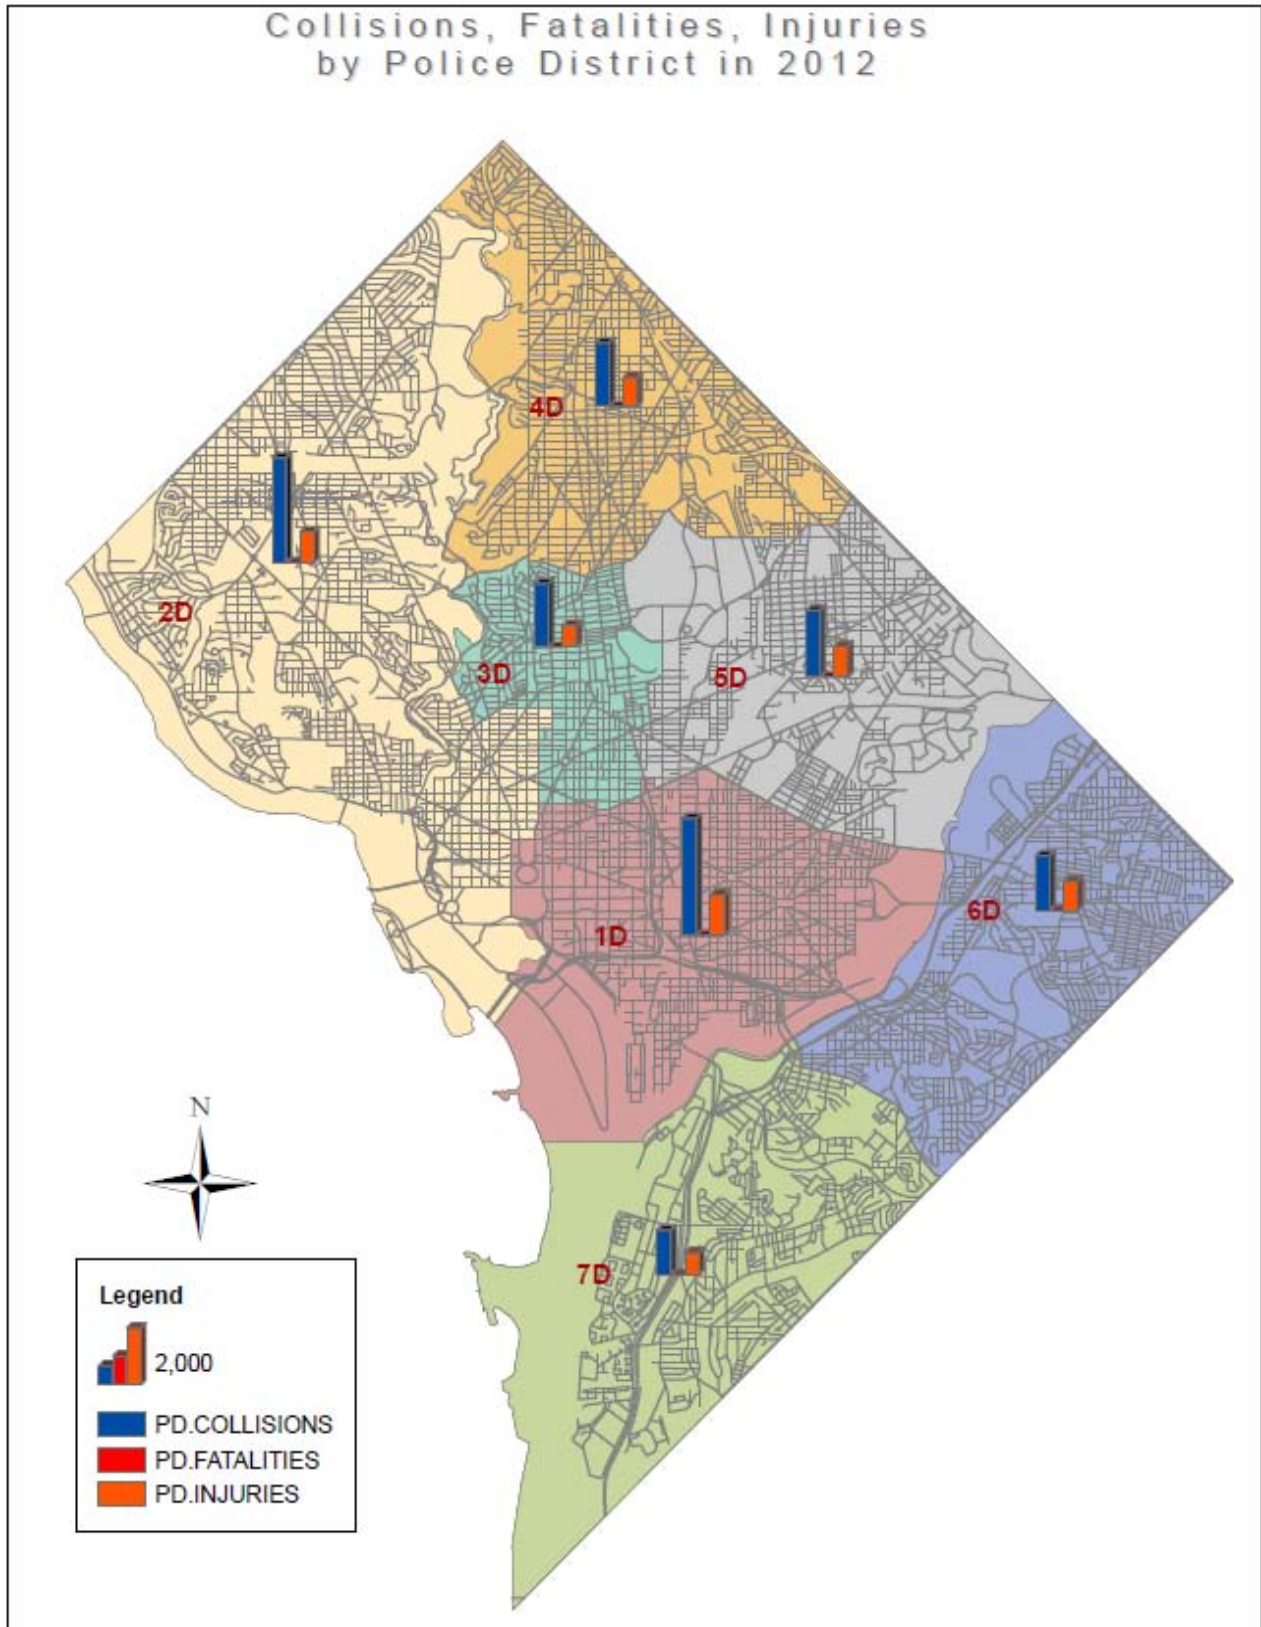 Collisions, Fatalities, Injuries
by Police District in 2012
4D
2D
3D
5D
6D
1D
N
7D
Legend
2,000
PD.COLLISIONS
PD.FATALITIES
PD.INJURIES